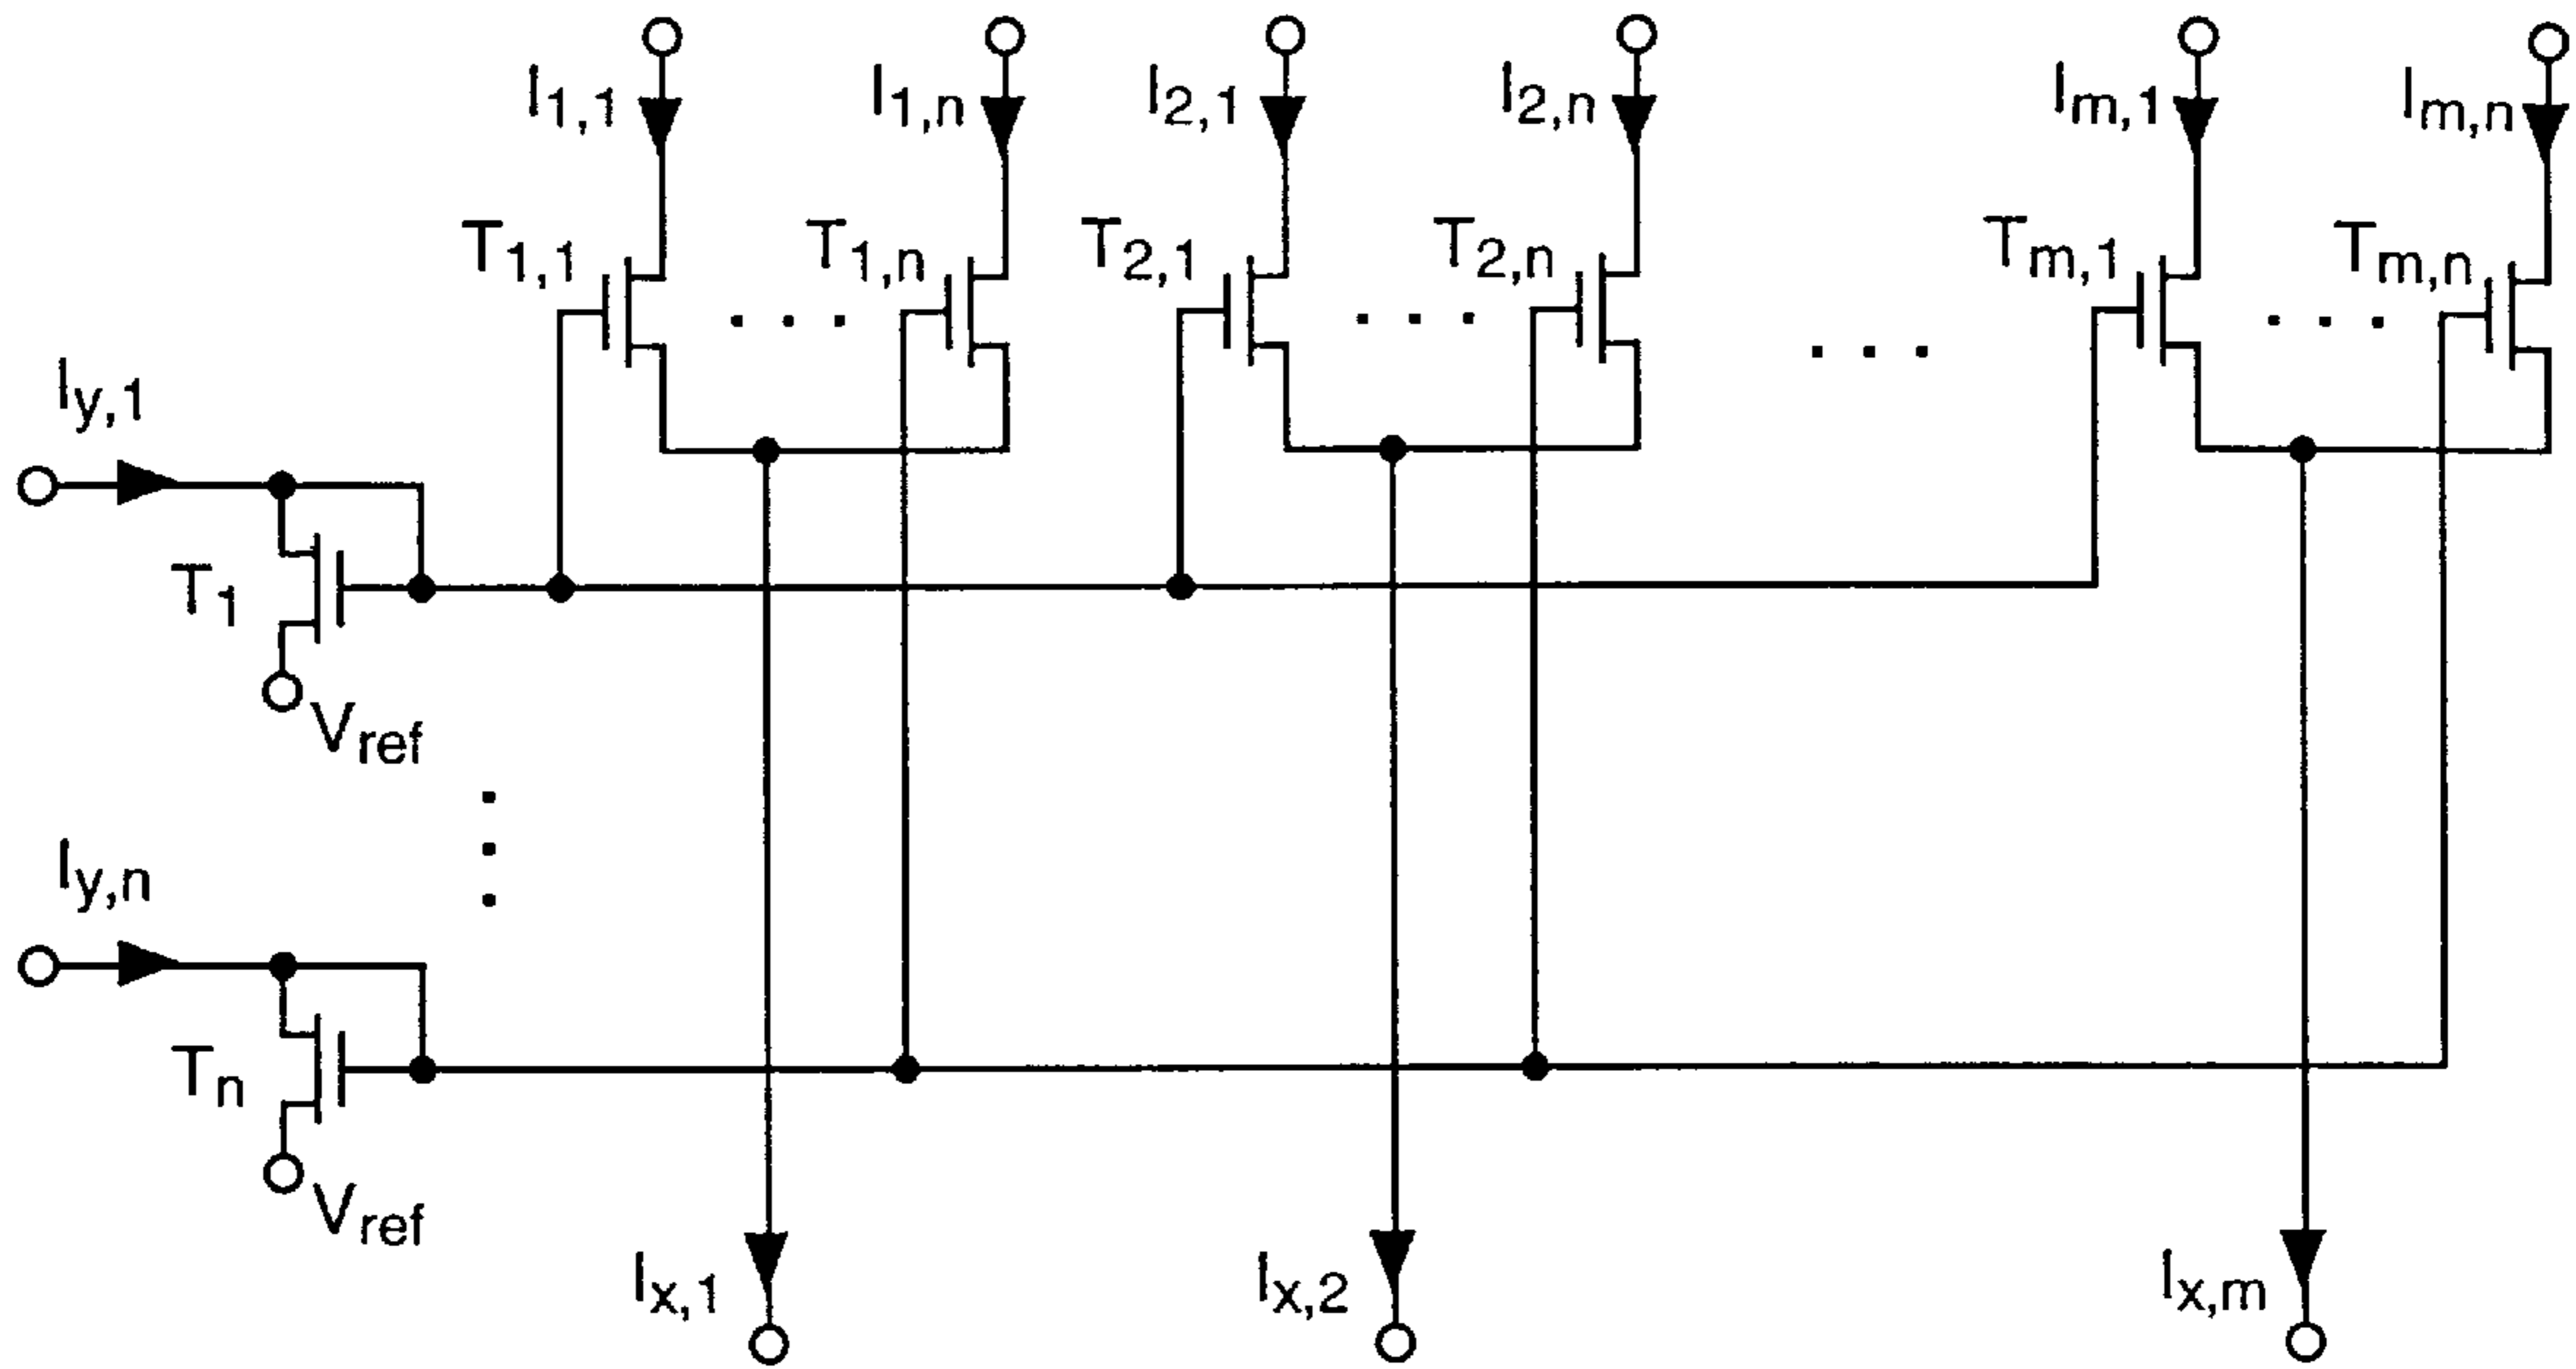 I1,1 I1,n I2,1 I2,n Im,1 Im,n
T1,1 T1,n T2,1 T2,n Tm,1 Tm,n
. . . . . . . . . . . .
Iy,1
T1
Vref
Iy,n
Tn
Vref
Ix,1 Ix,2 Ix,m